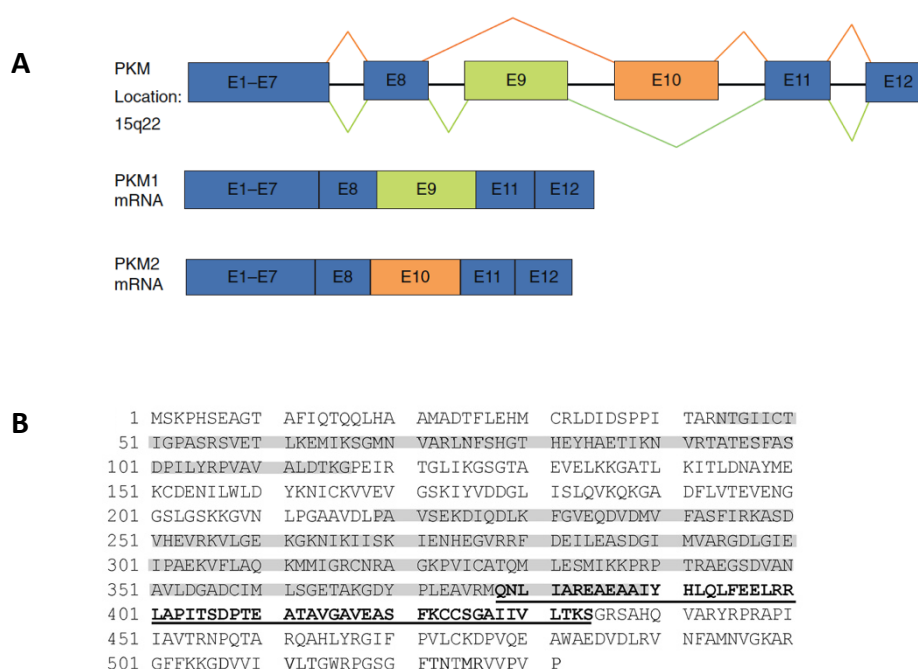 A
PKM
Location:
15q22
E1–E7 E8 E9 E10 E11 E12
PKM1
mRNA
E1–E7 E8 E9 E11 E12
PKM2
mRNA
E1–E7 E8 E10 E11 E12
B
1 MSKPHSEAGT AFIQTQQLHA AMADTFLEHM CRLDIDSPPI TARNTGIICT
51 IGPASRSVET LKEMIKSGMN VARLNFSHGT HEYHAETIKN VRTATESFAS
101 DPILYRPVAV ALDTKGPEIR TGLIKGSGTA EVELKKGATL KITLDNAYME
151 KCDENILWLD YKNICKVVEV GSKIYVDDGL ISLQVKQKGA DFLVTEVENG
201 GSLGSKKGVN LPGAAVDLPA VSEKDIQDLK FGVEQDVDMV FASFIRKASD
251 VHEVRKVLGE KGKNIKIISK IENHEGVRRF DEILEASDGI MVARGDLGIE
301 IPAEKVFLAQ KMMIGRCNRA GKPVICATQM LESMIKKPRP TRAEGSDVAN
351 AVLDGADCIM LSGETAKGDY PLEAVRMQNL IAREAEAAIY HLQLFEELRR
401 LAPITSDPTE ATAVGAVEAS FKCCSGAIIV LTKSGRSAHQ VARYRPRAPI
451 IAVTRNPQTA RQAHLYRGIF PVLCKDPVQE AWAEDVDLRV NFAMNVGKAR
501 GFFKKGDVVI VLTGWRPGSG FTNTMRVVPV P